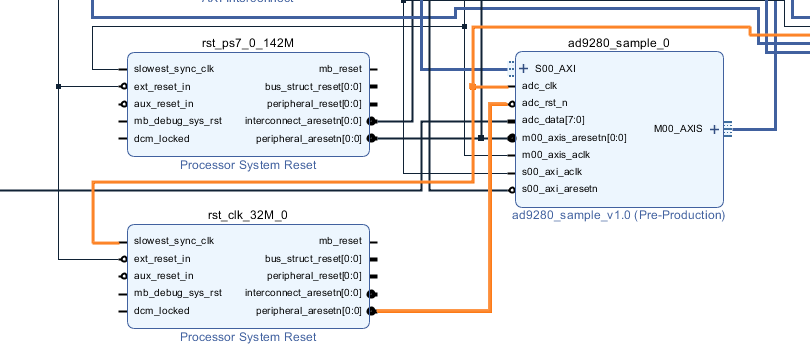 rst_ps7_0_142M
slowest_sync_clk
ext_reset_in
aux_reset_in
mb_debug_sys_rst
dcm_locked
mb_reset
bus_struct_reset[0:0]
peripheral_reset[0:0]
interconnect_aresetn[0:0]
peripheral_aresetn[0:0]
Processor System Reset
ad9280_sample_0
S00_AXI
adc_clk
adc_rst_n
adc_data[7:0]
m00_axis_aresetn[0:0]
m00_axis_aclk
s00_axi_aclk
s00_axi_aresetn
M00_AXIS
ad9280_sample_v1.0 (Pre-Production)
rst_clk_32M_0
slowest_sync_clk
ext_reset_in
aux_reset_in
mb_debug_sys_rst
dcm_locked
mb_reset
bus_struct_reset[0:0]
peripheral_reset[0:0]
interconnect_aresetn[0:0]
peripheral_aresetn[0:0]
Processor System Reset